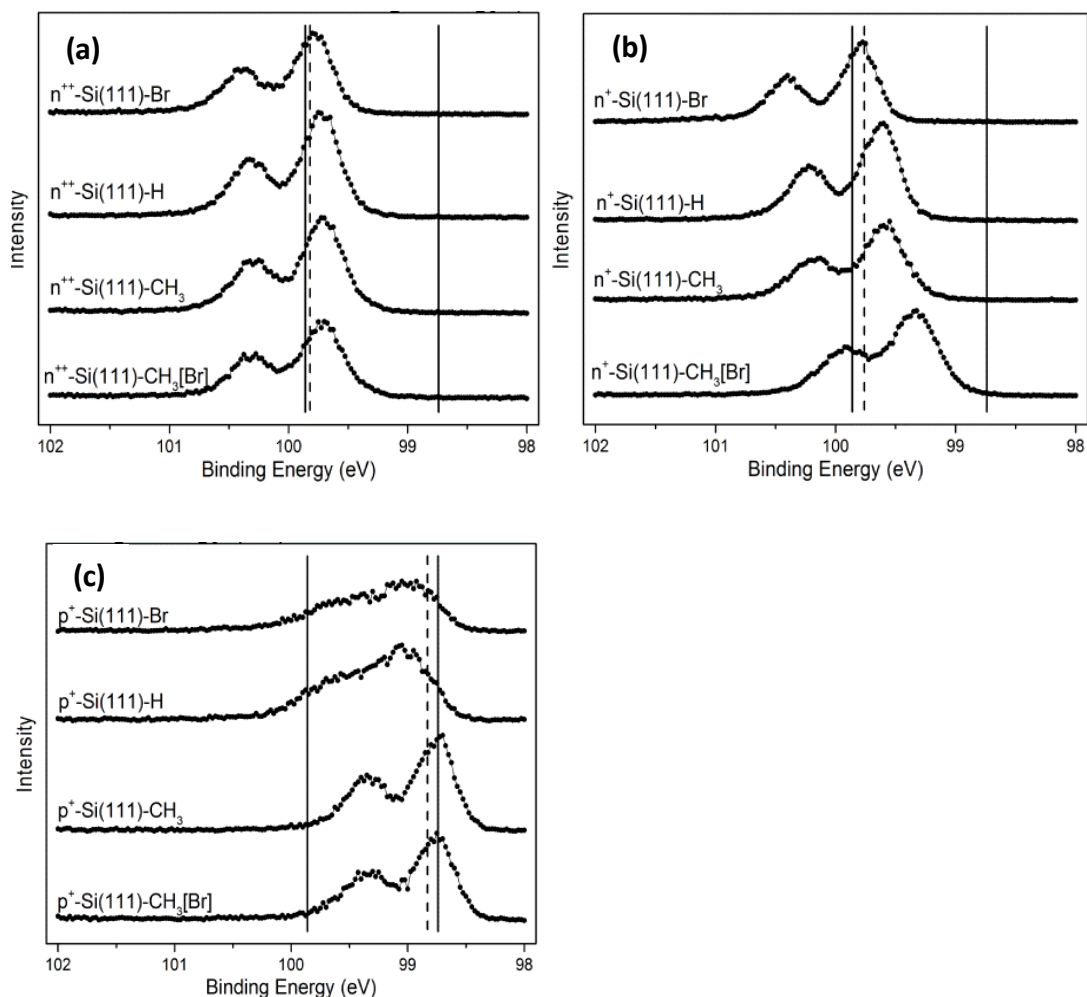 (a)
n++-Si(111)-Br
n++-Si(111)-H
n++-Si(111)-CH3
n++-Si(111)-CH3[Br]
Intensity
102 101 100 99 98
Binding Energy (eV)
(b)
n+-Si(111)-Br
n+-Si(111)-H
n+-Si(111)-CH3
n+-Si(111)-CH3[Br]
Intensity
102 101 100 99 98
Binding Energy (eV)
(c)
p+-Si(111)-Br
p+-Si(111)-H
p+-Si(111)-CH3
p+-Si(111)-CH3[Br]
Intensity
102 101 100 99 98
Binding Energy (eV)